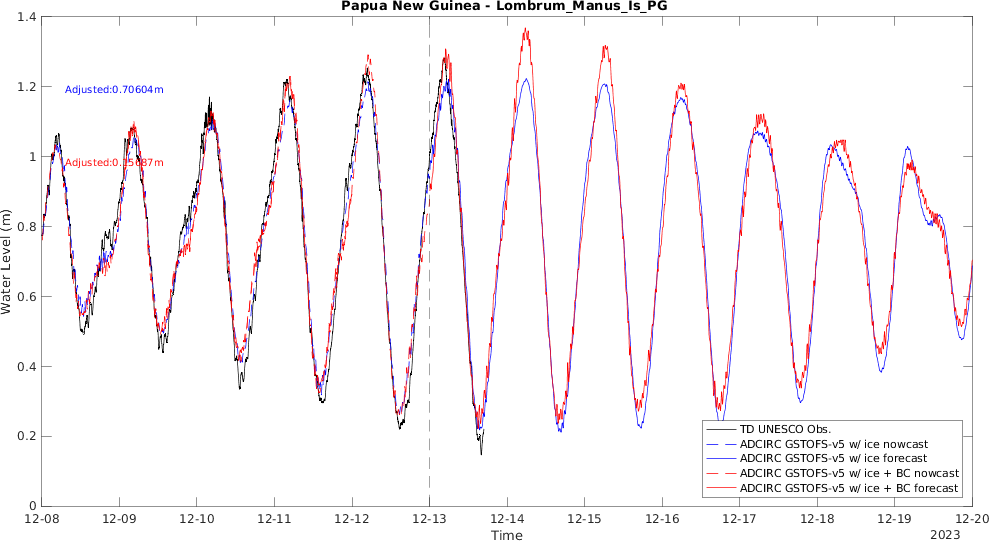 Papua New Guinea - Lombrum_Manus_Is_PG
1.4
1.2
1
0.8
0.6
0.4
0.2
0
Water Level (m)
Adjusted:0.70604m
TD UNESCO Obs.
ADCIRC GSTOFS-v5 w/ ice nowcast
ADCIRC GSTOFS-v5 w/ ice forecast
ADCIRC GSTOFS-v5 w/ ice + BC nowcast
ADCIRC GSTOFS-v5 w/ ice + BC forecast
12-08 12-09 12-10 12-11 12-12 12-13 12-14 12-15 12-16 12-17 12-18 12-19 12-20
Time
2023